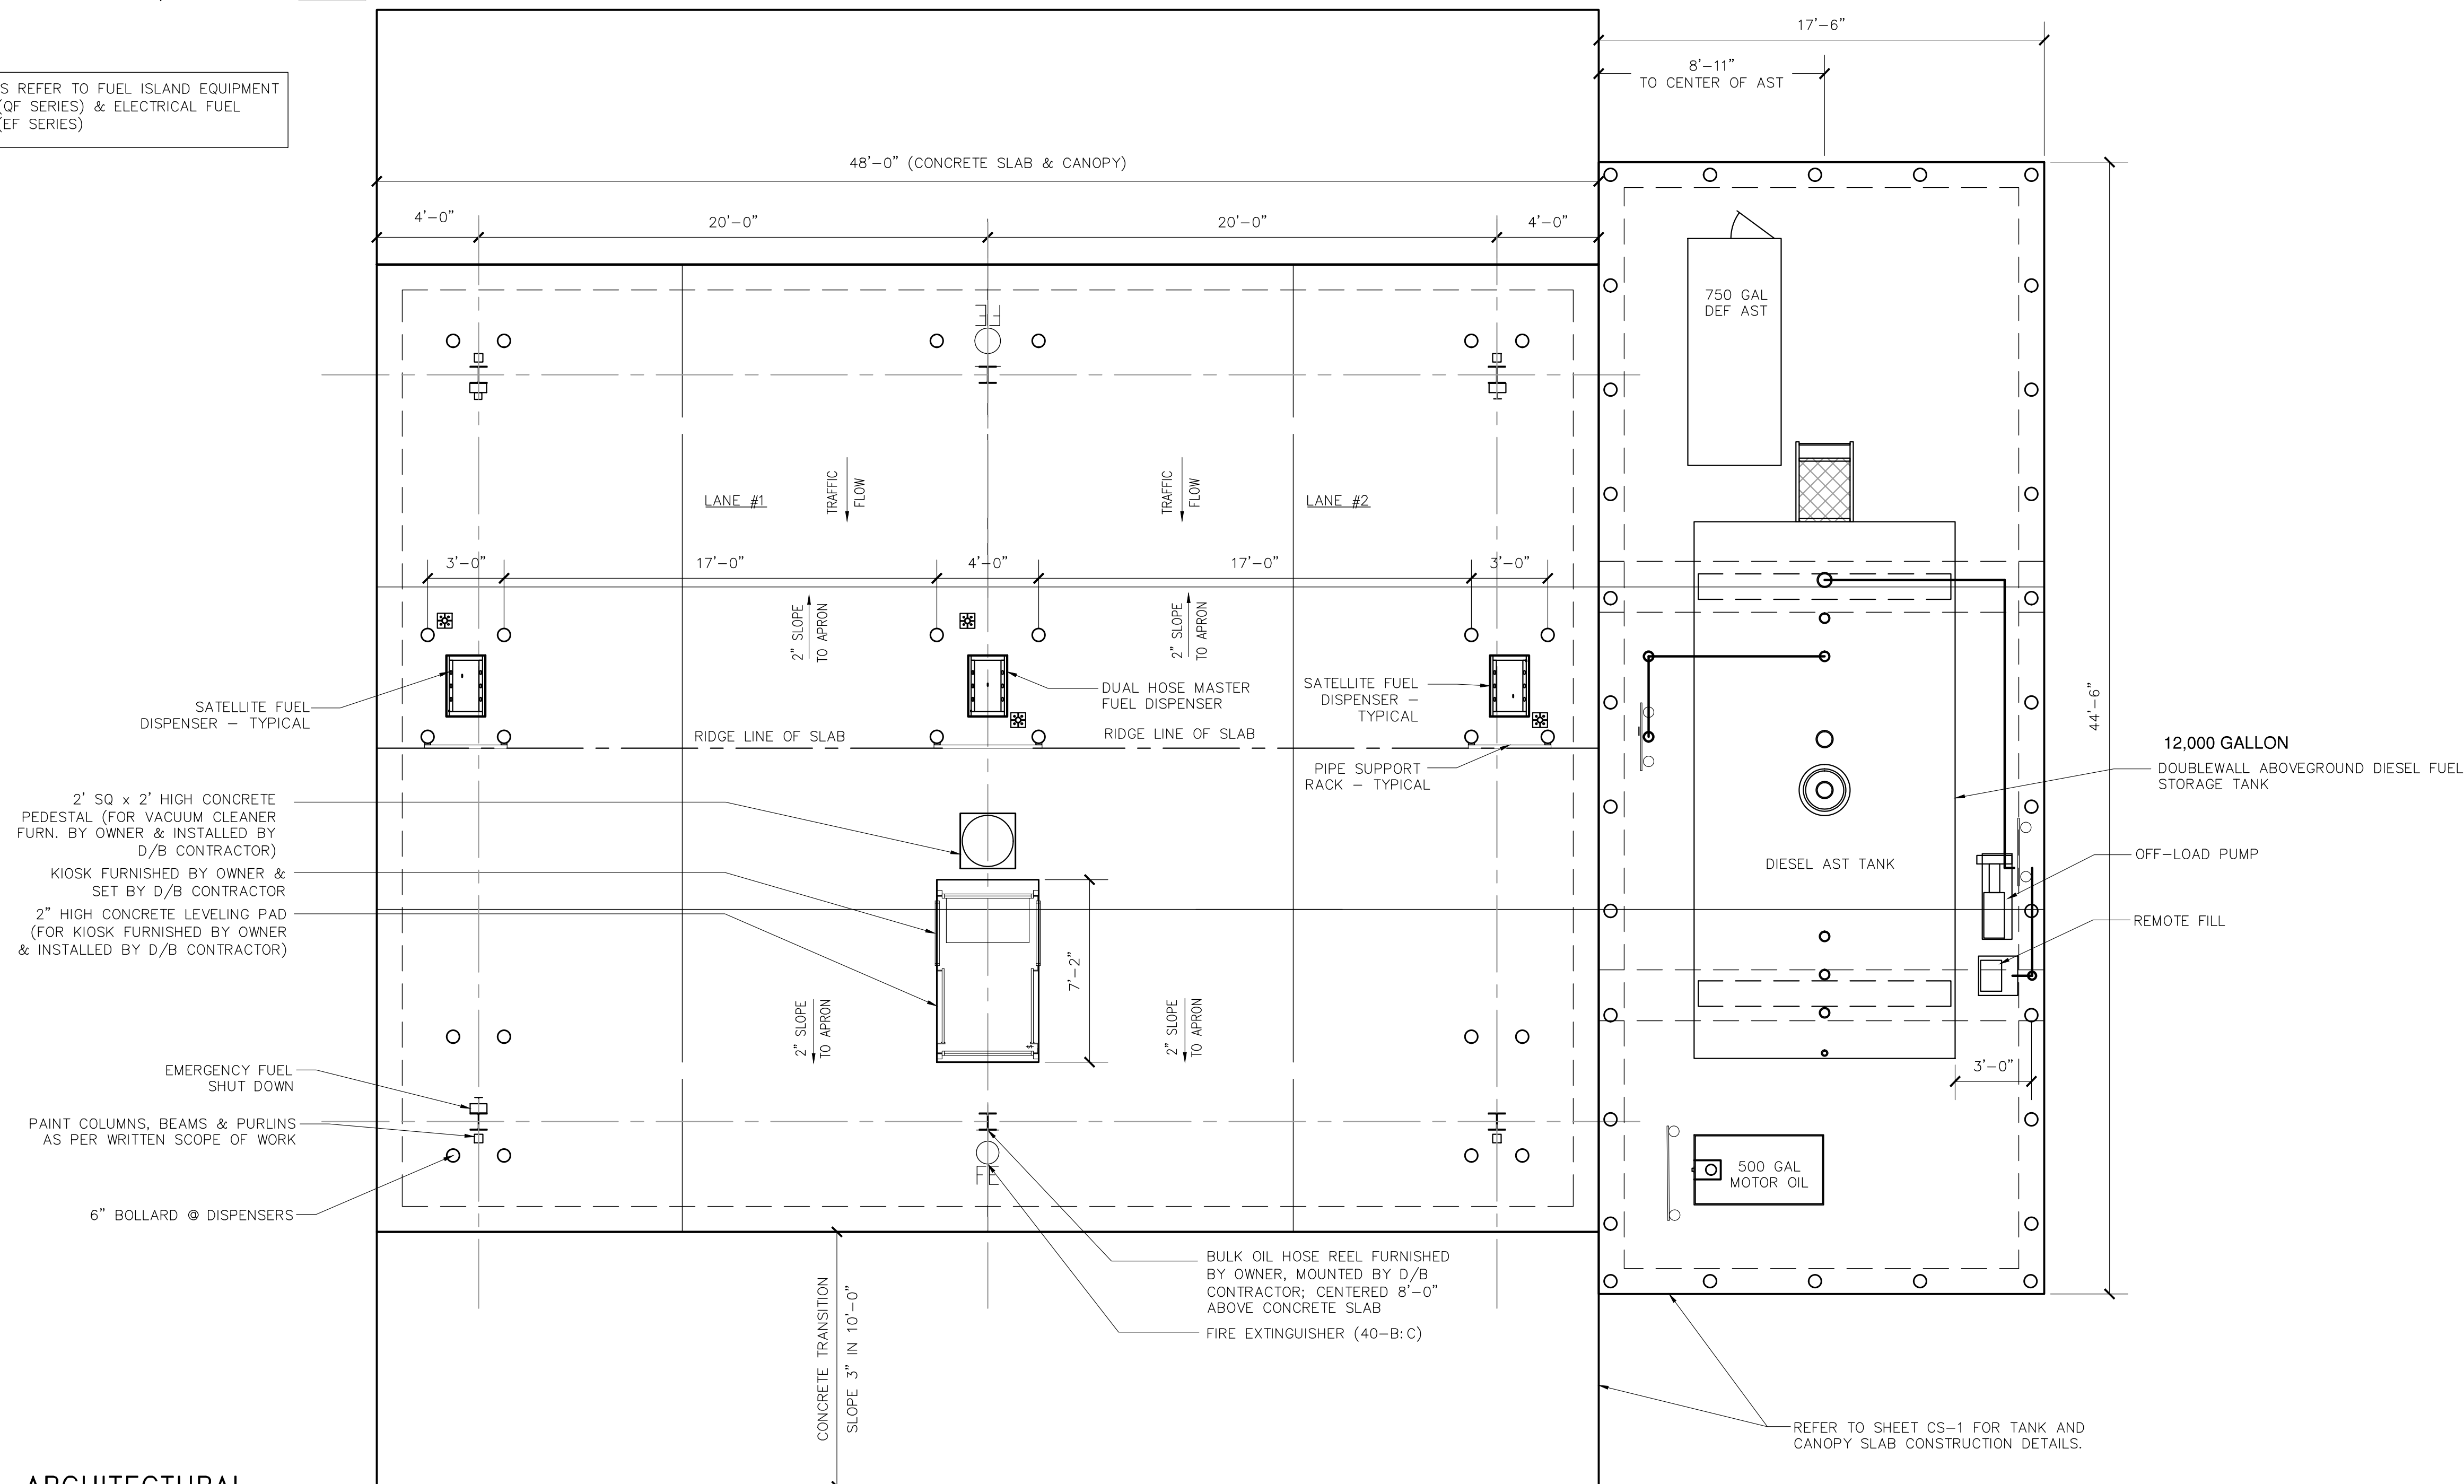 S REFER TO FUEL ISLAND EQUIPMENT
(QF SERIES) & ELECTRICAL FUEL
(EF SERIES)
17'-6"
8'-11"
TO CENTER OF AST
48'-0" (CONCRETE SLAB & CANOPY)
4'-0"
20'-0"
20'-0"
4'-0"
FE
750 GAL
DEF AST
LANE #1
TRAFFIC
FLOW
TRAFFIC
FLOW
LANE #2
3'-0"
17'-0"
4'-0"
17'-0"
3'-0"
2" SLOPE
TO APRON
2" SLOPE
TO APRON
SATELLITE FUEL
DISPENSER – TYPICAL
DUAL HOSE MASTER
FUEL DISPENSER
SATELLITE FUEL
DISPENSER –
TYPICAL
44'-6"
RIDGE LINE OF SLAB
RIDGE LINE OF SLAB
PIPE SUPPORT
RACK – TYPICAL
12,000 GALLON
DOUBLEWALL ABOVEGROUND DIESEL FUEL
STORAGE TANK
2' SQ x 2' HIGH CONCRETE
PEDESTAL (FOR VACUUM CLEANER
FURN. BY OWNER & INSTALLED BY
D/B CONTRACTOR)
KIOSK FURNISHED BY OWNER &
SET BY D/B CONTRACTOR
2" HIGH CONCRETE LEVELING PAD
(FOR KIOSK FURNISHED BY OWNER
& INSTALLED BY D/B CONTRACTOR)
DIESEL AST TANK
OFF-LOAD PUMP
REMOTE FILL
7'-2"
2" SLOPE
TO APRON
2" SLOPE
TO APRON
3'-0"
EMERGENCY FUEL
SHUT DOWN
PAINT COLUMNS, BEAMS & PURLINS
AS PER WRITTEN SCOPE OF WORK
6" BOLLARD @ DISPENSERS
FE
500 GAL
MOTOR OIL
BULK OIL HOSE REEL FURNISHED
BY OWNER, MOUNTED BY D/B
CONTRACTOR; CENTERED 8'-0"
ABOVE CONCRETE SLAB
FIRE EXTINGUISHER (40-B:C)
CONCRETE TRANSITION
SLOPE 3" IN 10'-0"
REFER TO SHEET CS-1 FOR TANK AND
CANOPY SLAB CONSTRUCTION DETAILS.
ARCHITECTURAL